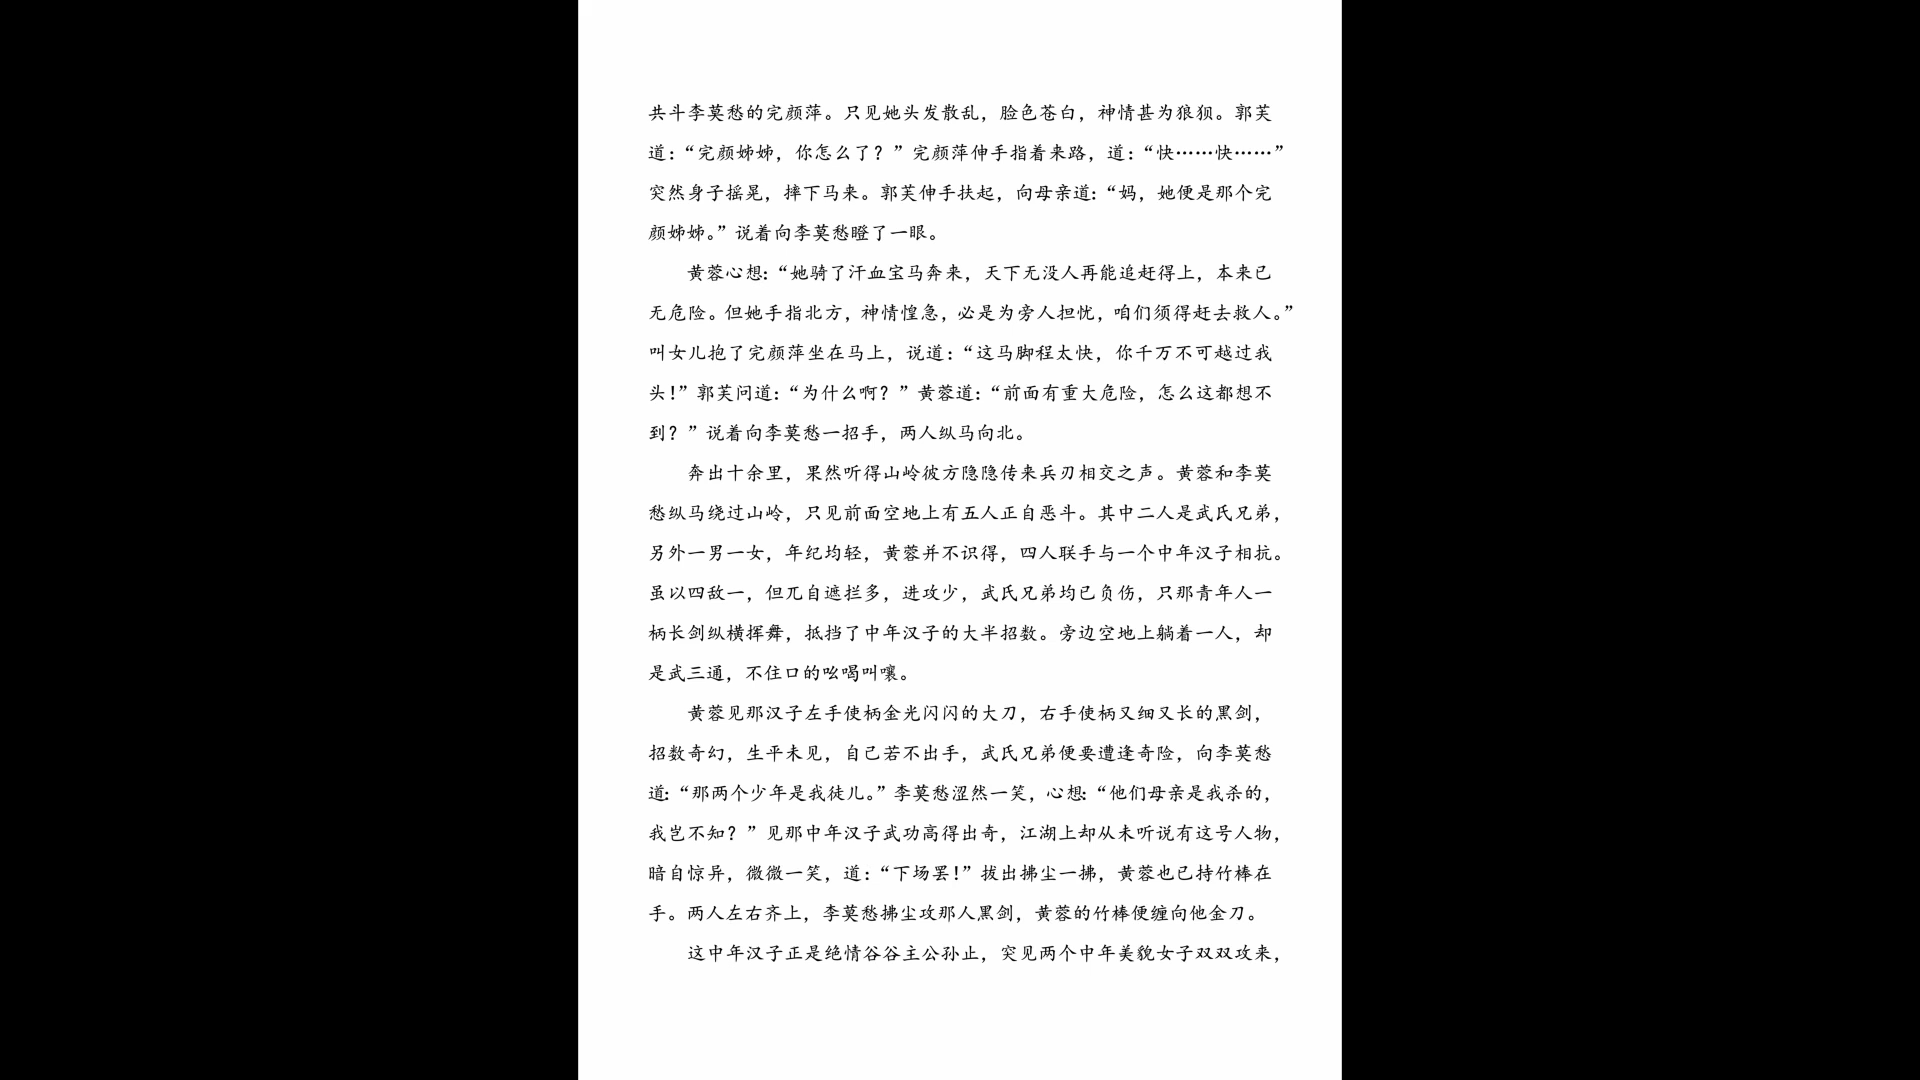 共斗李莫愁的完颜萍。只见她头发散乱，脸色苍白，神情甚为狼狈。郭芙
道：“完颜姊姊，你怎么了？”完颜萍伸手指着来路，道：“快……快……”
突然身子摇晃，摔下马来。郭芙伸手扶起，向母亲道：“妈，她便是那个完
颜姊姊。”说着向李莫愁瞪了一眼。
黄蓉心想：“她骑了汗血宝马奔来，天下无没人再能追赶得上，本来已
无危险。但她手指北方，神情惶急，必是为旁人担忧，咱们须得赶去救人。”
叫女儿抱了完颜萍坐在马上，说道：“这马脚程太快，你千万不可越过我
头！”郭芙问道：“为什么啊？”黄蓉道：“前面有重大危险，怎么这都想不
到？”说着向李莫愁一招手，两人纵马向北。
奔出十余里，果然听得山岭彼方隐隐传来兵刃相交之声。黄蓉和李莫
愁纵马绕过山岭，只见前面空地上有五人正自恶斗。其中二人是武氏兄弟，
另外一男一女，年纪均轻，黄蓉并不识得，四人联手与一个中年汉子相抗。
虽以四敌一，但兀自遮拦多，进攻少，武氏兄弟均已负伤，只那青年人一
柄长剑纵横挥舞，抵挡了中年汉子的大半招数。旁边空地上躺着一人，却
是武三通，不住口的吆喝叫嚷。
黄蓉见那汉子左手使柄金光闪闪的大刀，右手使柄又细又长的黑剑，
招数奇幻，生平未见，自己若不出手，武氏兄弟便要遭逢奇险，向李莫愁
道：“那两个少年是我徒儿。”李莫愁涩然一笑，心想：“他们母亲是我杀的，
我岂不知？”见那中年汉子武功高得出奇，江湖上却从未听说有这号人物，
暗自惊异，微微一笑，道：“下场罢！”拔出拂尘一拂，黄蓉也已持竹棒在
手。两人左右齐上，李莫愁拂尘攻那人黑剑，黄蓉的竹棒便缠向他金刀。
这中年汉子正是绝情谷谷主公孙止，突见两个中年美貌女子双双攻来，